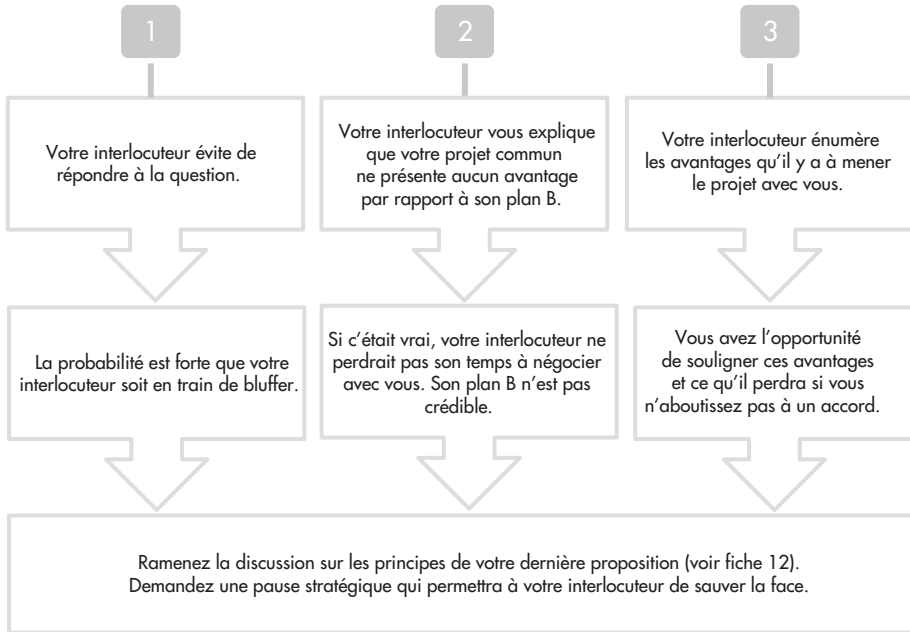 1
2
3
Votre interlocuteur évite de
répondre à la question.
Votre interlocuteur vous explique
que votre projet commun
ne présente aucun avantage
par rapport à son plan B.
Votre interlocuteur énumère
les avantages qu'il y a à mener
le projet avec vous.
La probabilité est forte que votre
interlocuteur soit en train de bluffer.
Si c'était vrai, votre interlocuteur ne
perdrait pas son temps à négocier
avec vous. Son plan B n'est pas
crédible.
Vous avez l'opportunité
de souligner ces avantages
et ce qu'il perdra si vous
n'aboutissez pas à un accord.
Ramenez la discussion sur les principes de votre dernière proposition (voir fiche 12).
Demandez une pause stratégique qui permettra à votre interlocuteur de sauver la face.